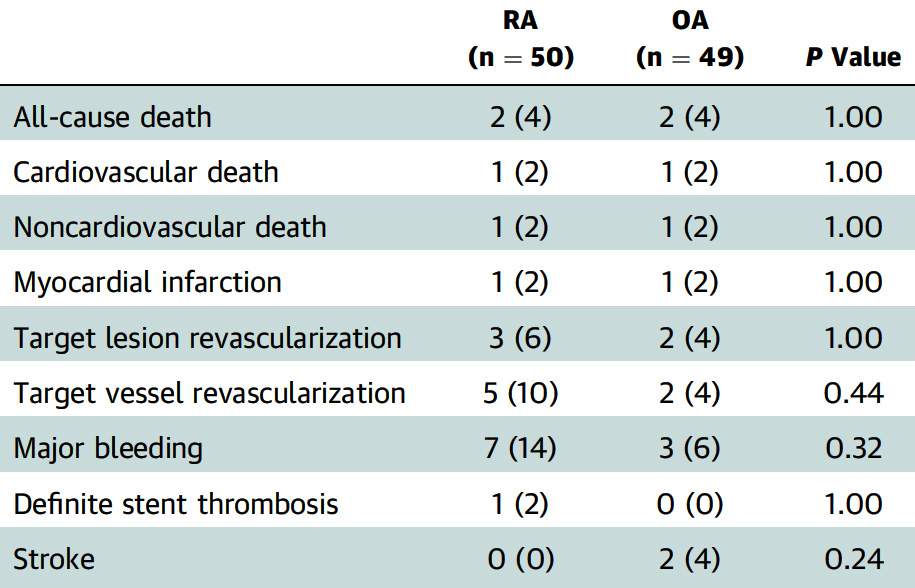 RA OA
(n = 50) (n = 49) P Value
All-cause death 2 (4) 2 (4) 1.00
Cardiovascular death 1 (2) 1 (2) 1.00
Noncardiovascular death 1 (2) 1 (2) 1.00
Myocardial infarction 1 (2) 1 (2) 1.00
Target lesion revascularization 3 (6) 2 (4) 1.00
Target vessel revascularization 5 (10) 2 (4) 0.44
Major bleeding 7 (14) 3 (6) 0.32
Definite stent thrombosis 1 (2) 0 (0) 1.00
Stroke 0 (0) 2 (4) 0.24